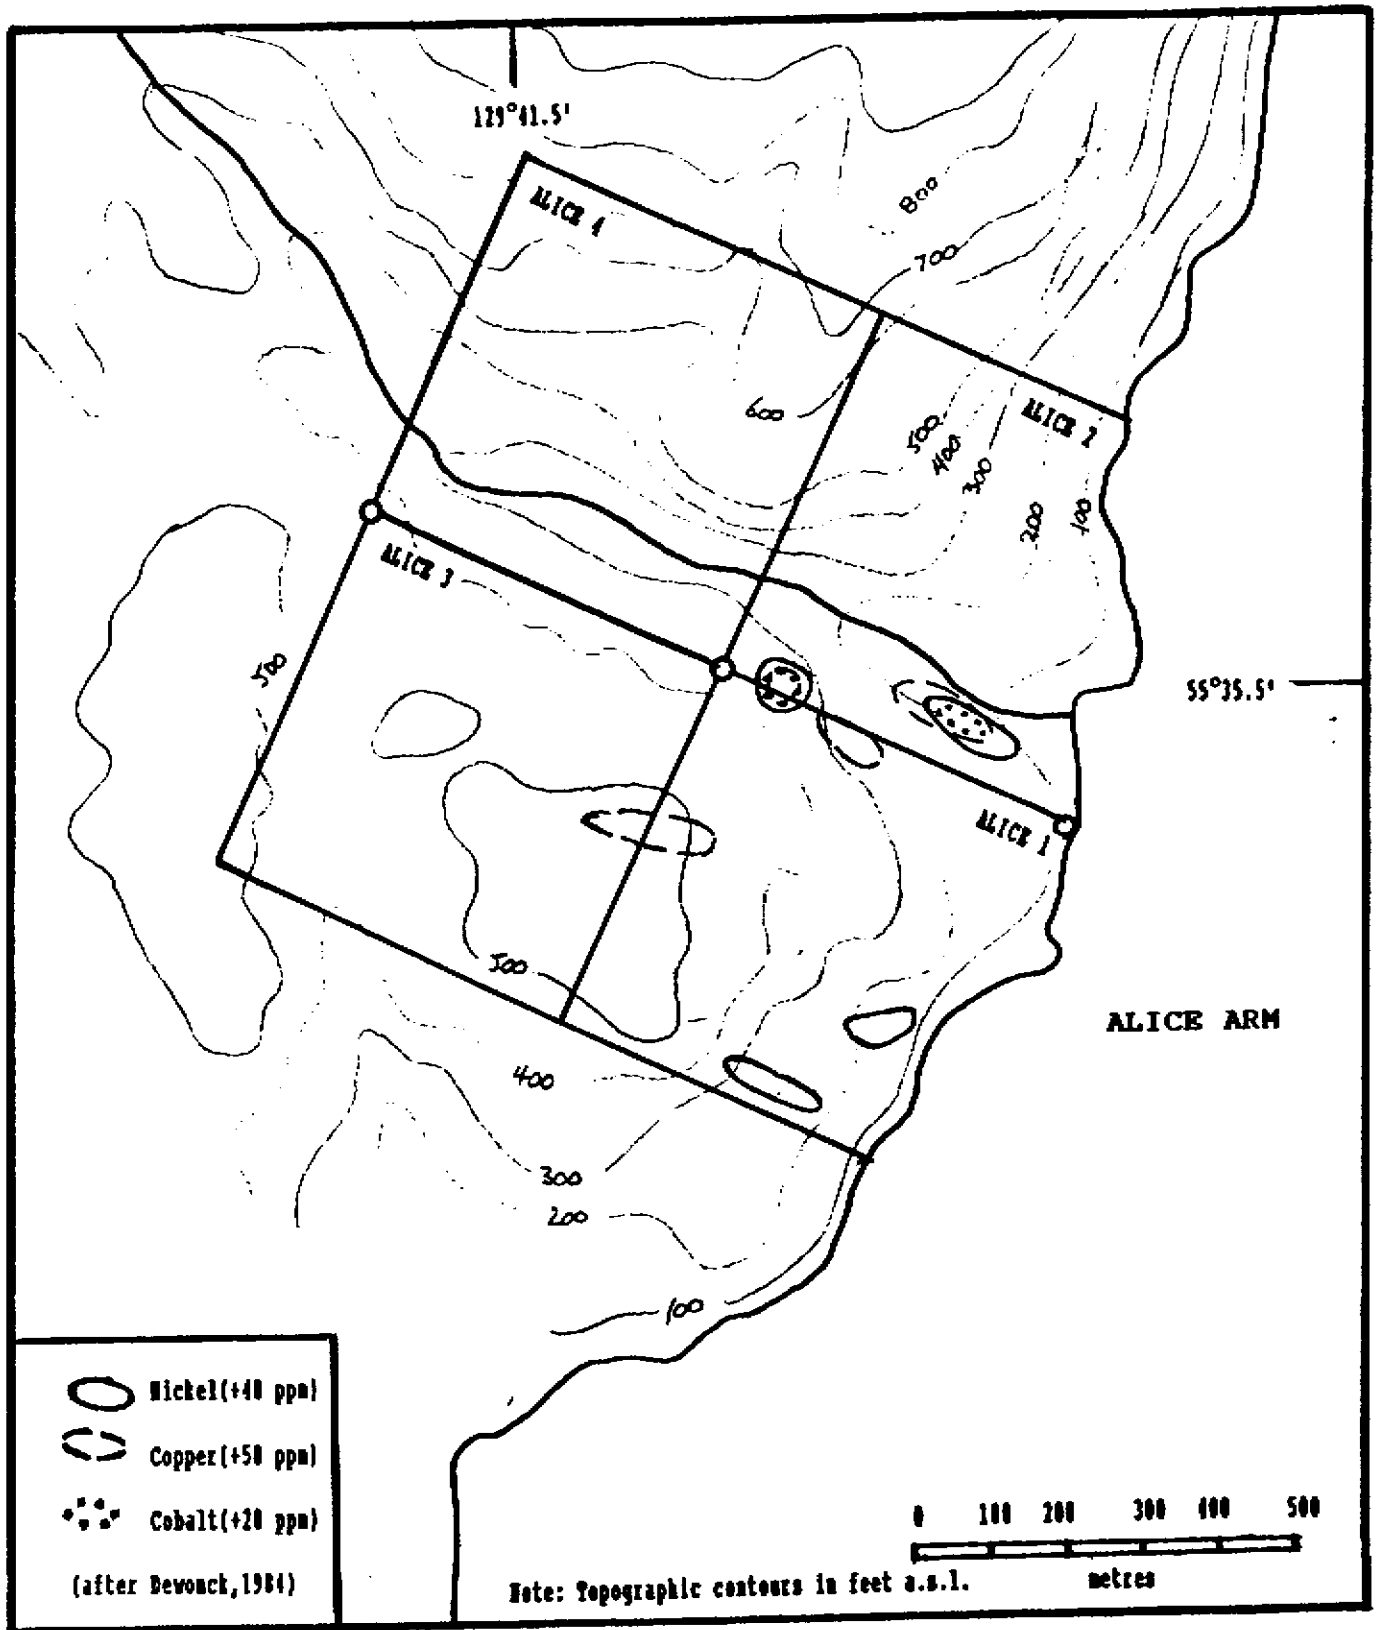 129°41.5'
ALICE 4
800
700
600
ALICE 2
500
400
300
200
100
ALICE 3
500
55°35.5'
ALICE 1
500
ALICE ARM
400
300
200
100
Nickel(+40 ppm)
Copper(+50 ppm)
Cobalt(+20 ppm)
(after Devonck,1984)
0 100 200 300 400 500
metres
Note: Topographic contours in feet a.s.l.